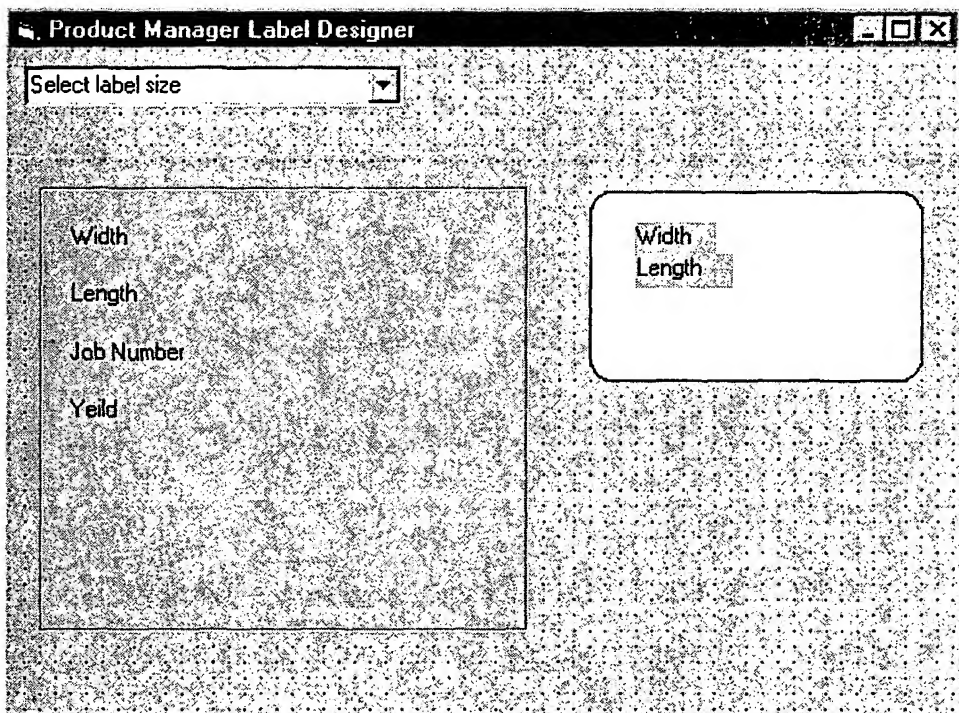 Product Manager Label Designer
Select label size
Width
Length
Job Number
Yeild
Width
Length